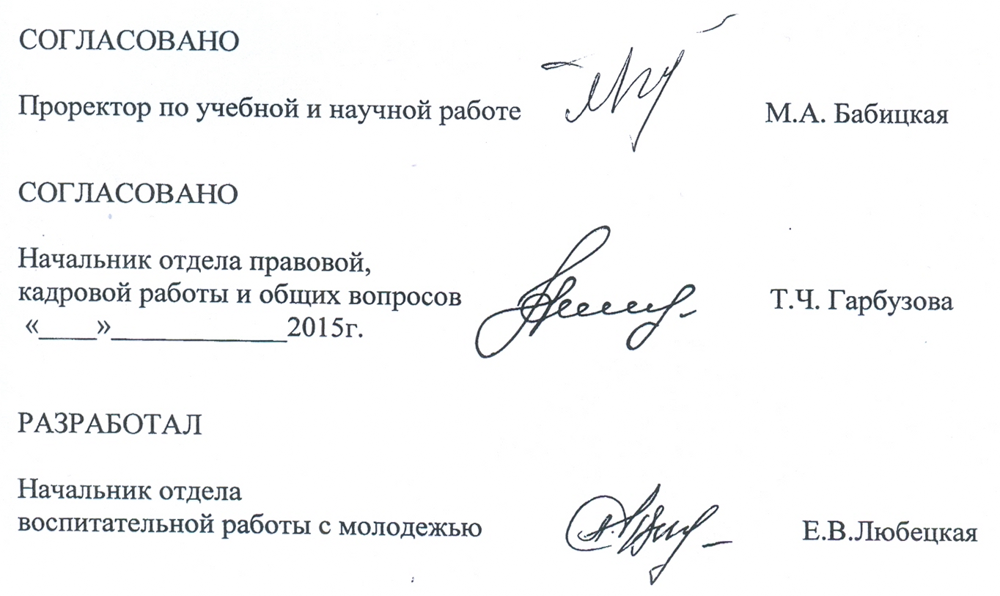 СОГЛАСОВАНО
Проректор по учебной и научной работе М.А. Бабицкая
СОГЛАСОВАНО
Начальник отдела правовой,
кадровой работы и общих вопросов Т.Ч. Гарбузова
«____»____________2015г.
РАЗРАБОТАЛ
Начальник отдела
воспитательной работы с молодежью Е.В.Любецкая